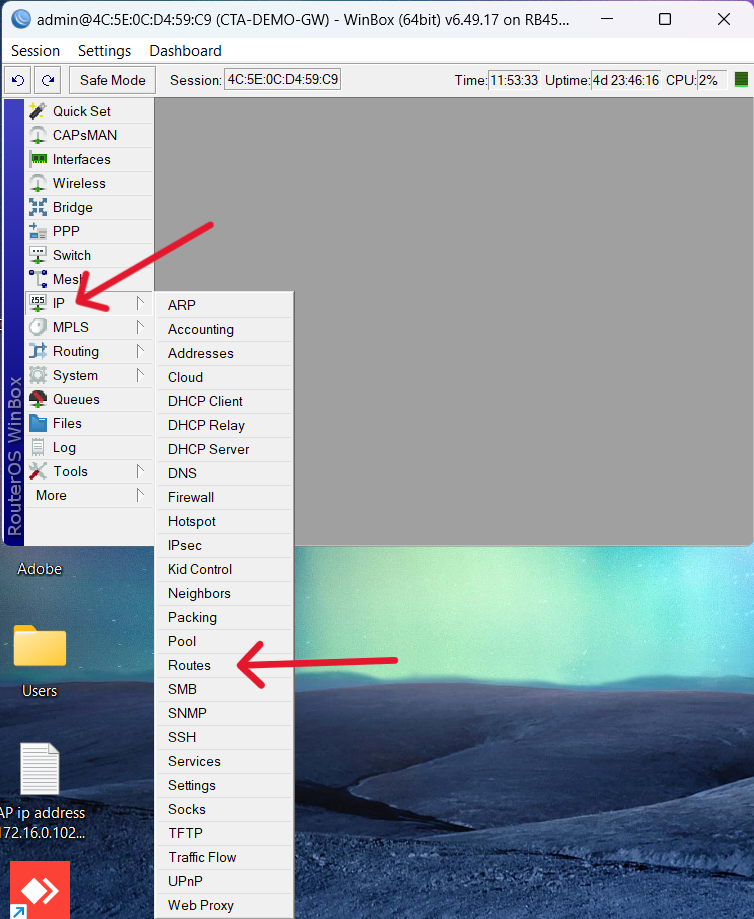 admin@4C:5E:0C:D4:59:C9 (CTA-DEMO-GW) - WinBox (64bit) v6.49.17 on RB45...
Session Settings Dashboard
Safe Mode Session: 4C:5E:0C:D4:59:C9 Time: 11:53:33 Uptime: 4d 23:46:16 CPU: 2%
RouterOS WinBox
Quick Set
CAPsMAN
Interfaces
Wireless
Bridge
PPP
Switch
Mesh
IP
MPLS
Routing
System
Queues
Files
Log
Tools
More
ARP
Accounting
Addresses
Cloud
DHCP Client
DHCP Relay
DHCP Server
DNS
Firewall
Hotspot
IPsec
Kid Control
Neighbors
Packing
Pool
Routes
SMB
SNMP
SSH
Services
Settings
Socks
TFTP
Traffic Flow
UPnP
Web Proxy
Adobe
Users
AP ip address
172.16.0.102...